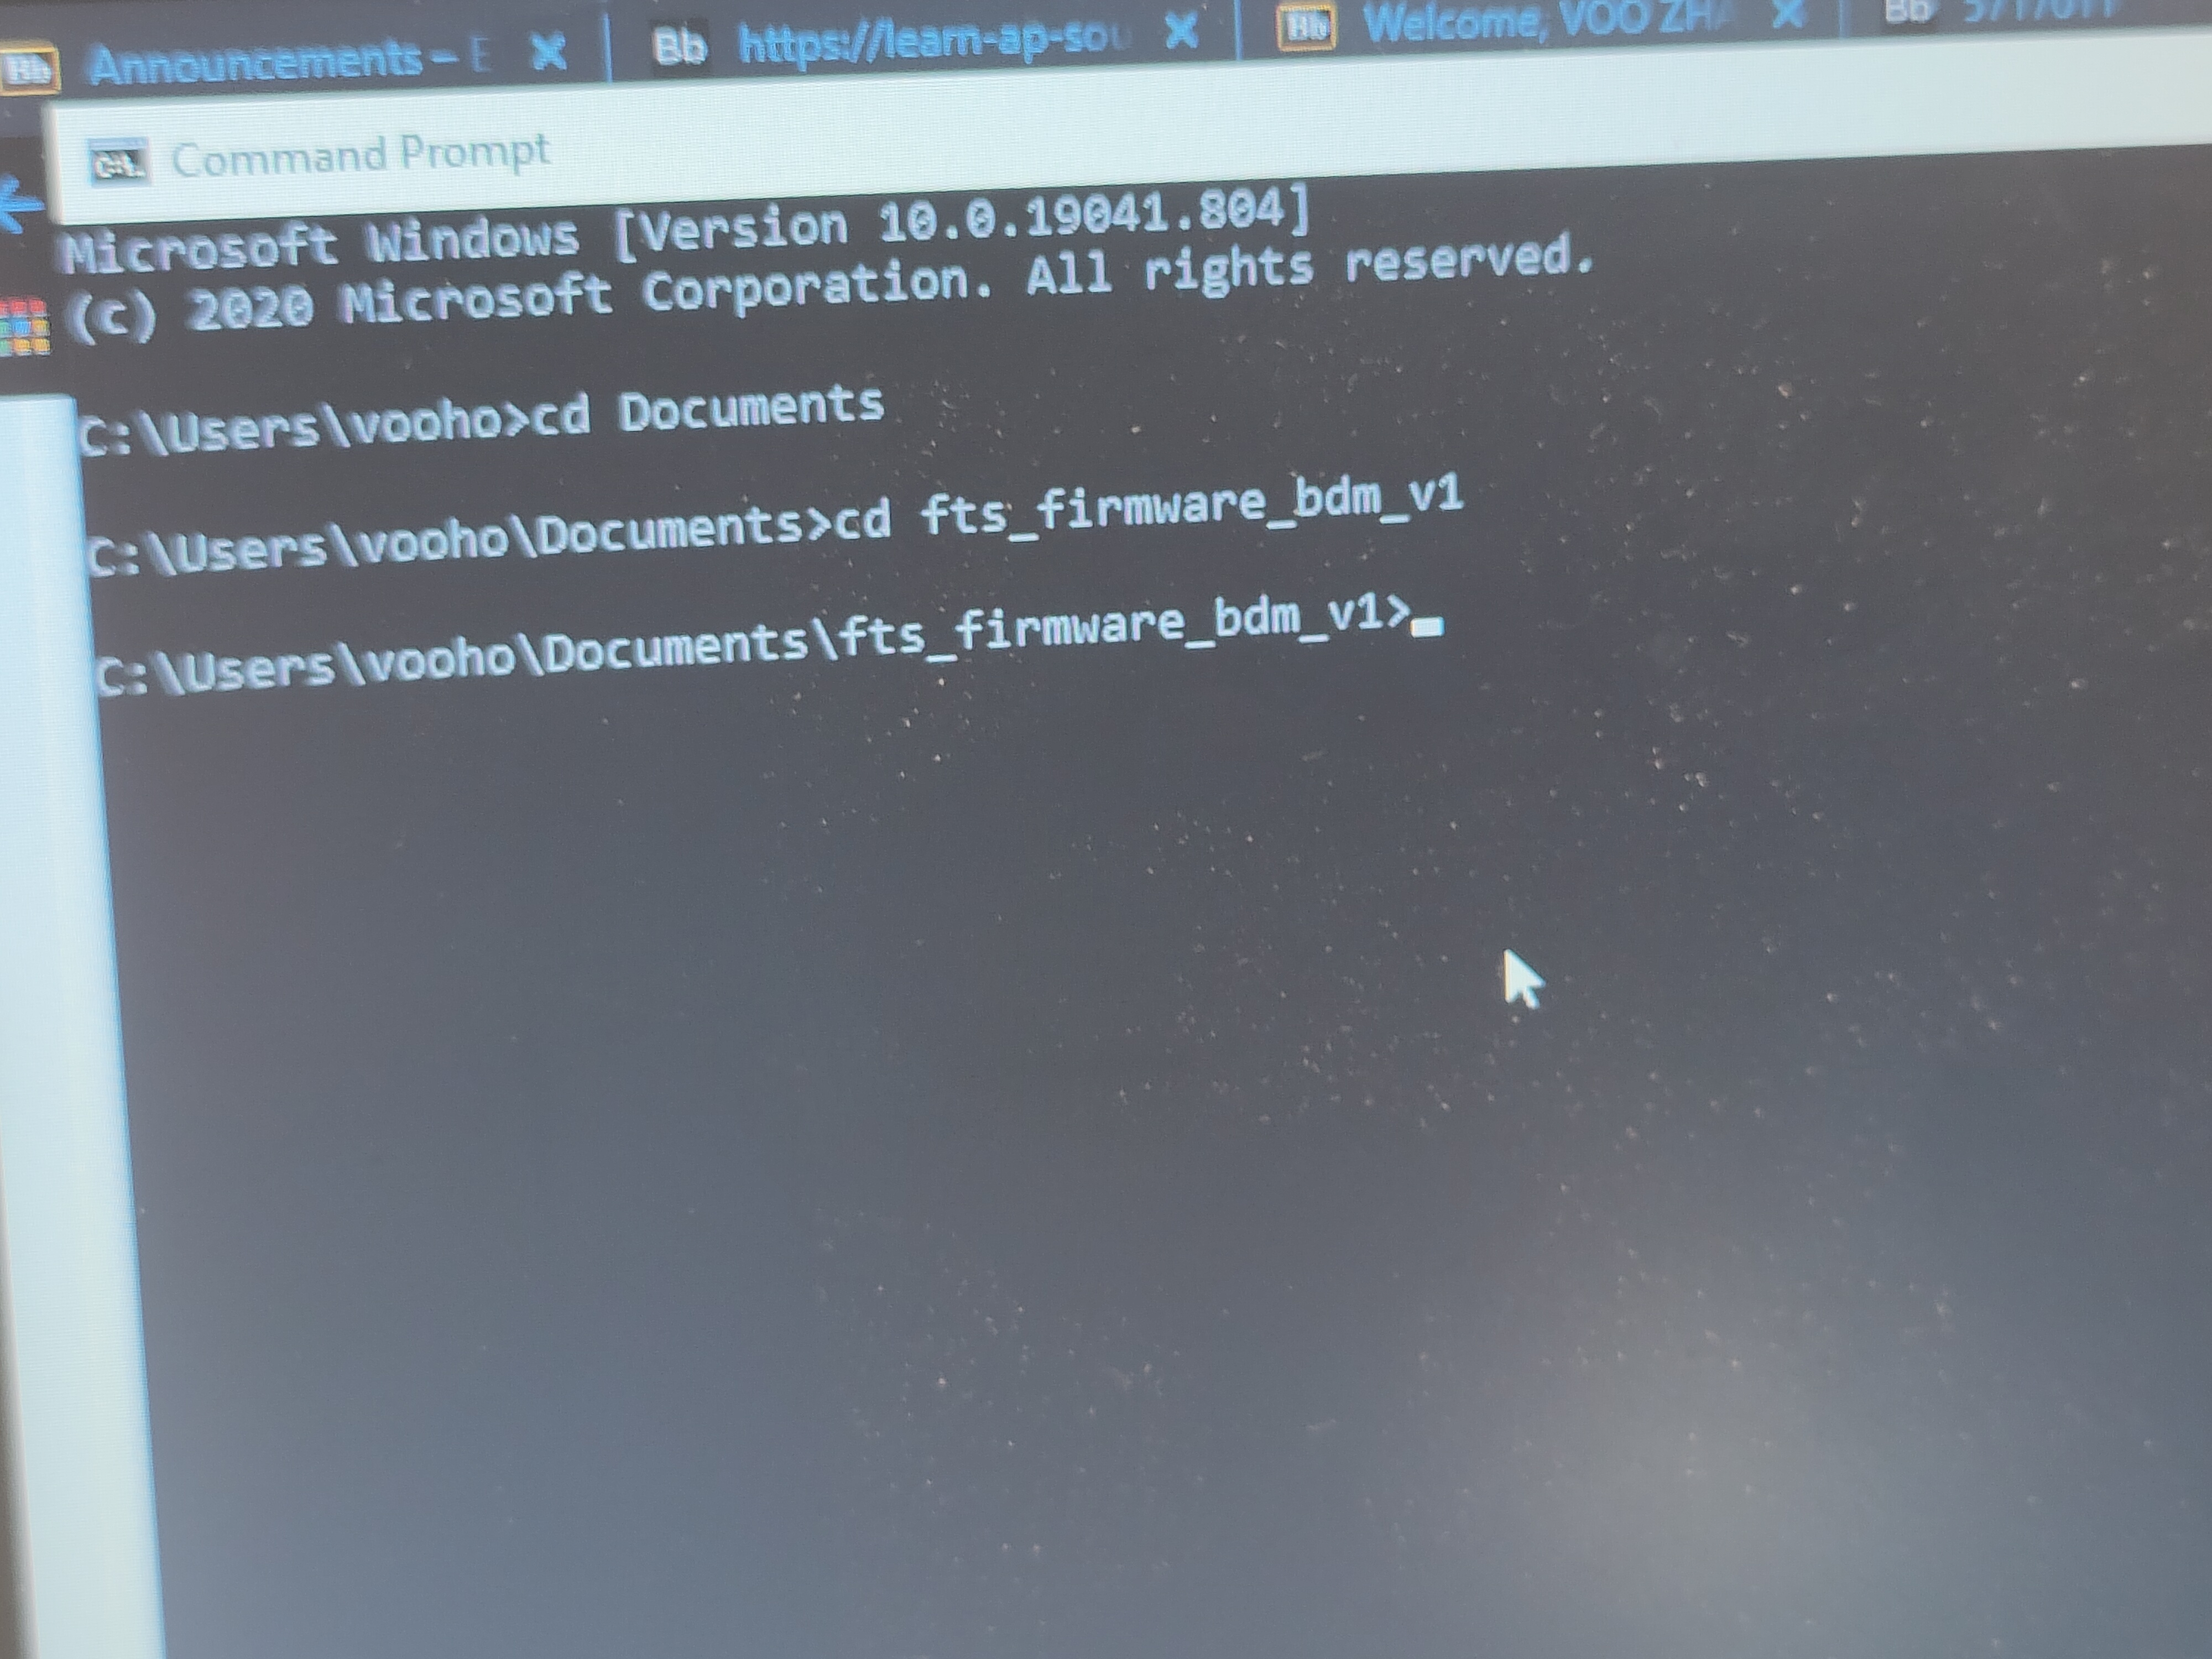 Bb Announcements – E
Bb https://learn-ap-sou
Bb Welcome, VOO ZHA
Bb
Command Prompt
Microsoft Windows [Version 10.0.19041.804]
(c) 2020 Microsoft Corporation. All rights reserved.
C:\Users\vooho>cd Documents
C:\Users\vooho\Documents>cd fts_firmware_bdm_v1
C:\Users\vooho\Documents\fts_firmware_bdm_v1>